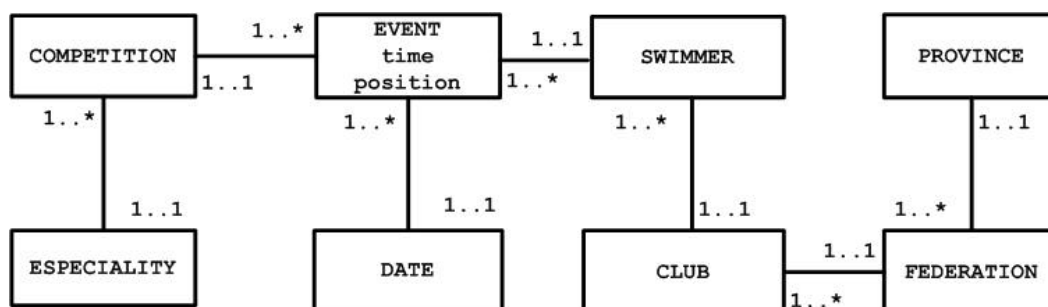 COMPETITION
1..*
1..1
EVENT
time
position
1..1
1..*
SWIMMER
PROVINCE
1..*
1..*
1..*
1..1
1..1
1..1
1..1
1..*
ESPECIALITY
DATE
CLUB
1..1
1..*
FEDERATION